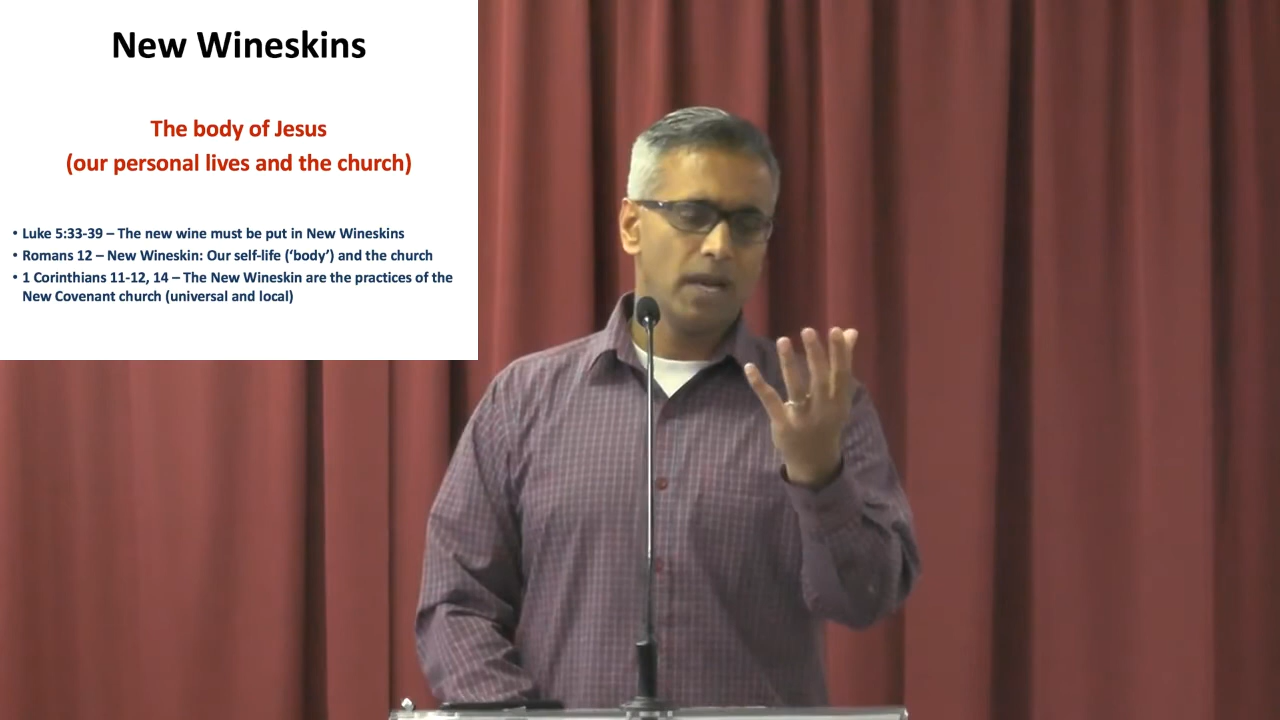 New Wineskins
The body of Jesus
(our personal lives and the church)
• Luke 5:33-39 – The new wine must be put in New Wineskins
• Romans 12 – New Wineskin: Our self-life (‘body’) and the church
• 1 Corinthians 11-12, 14 – The New Wineskin are the practices of the
New Covenant church (universal and local)